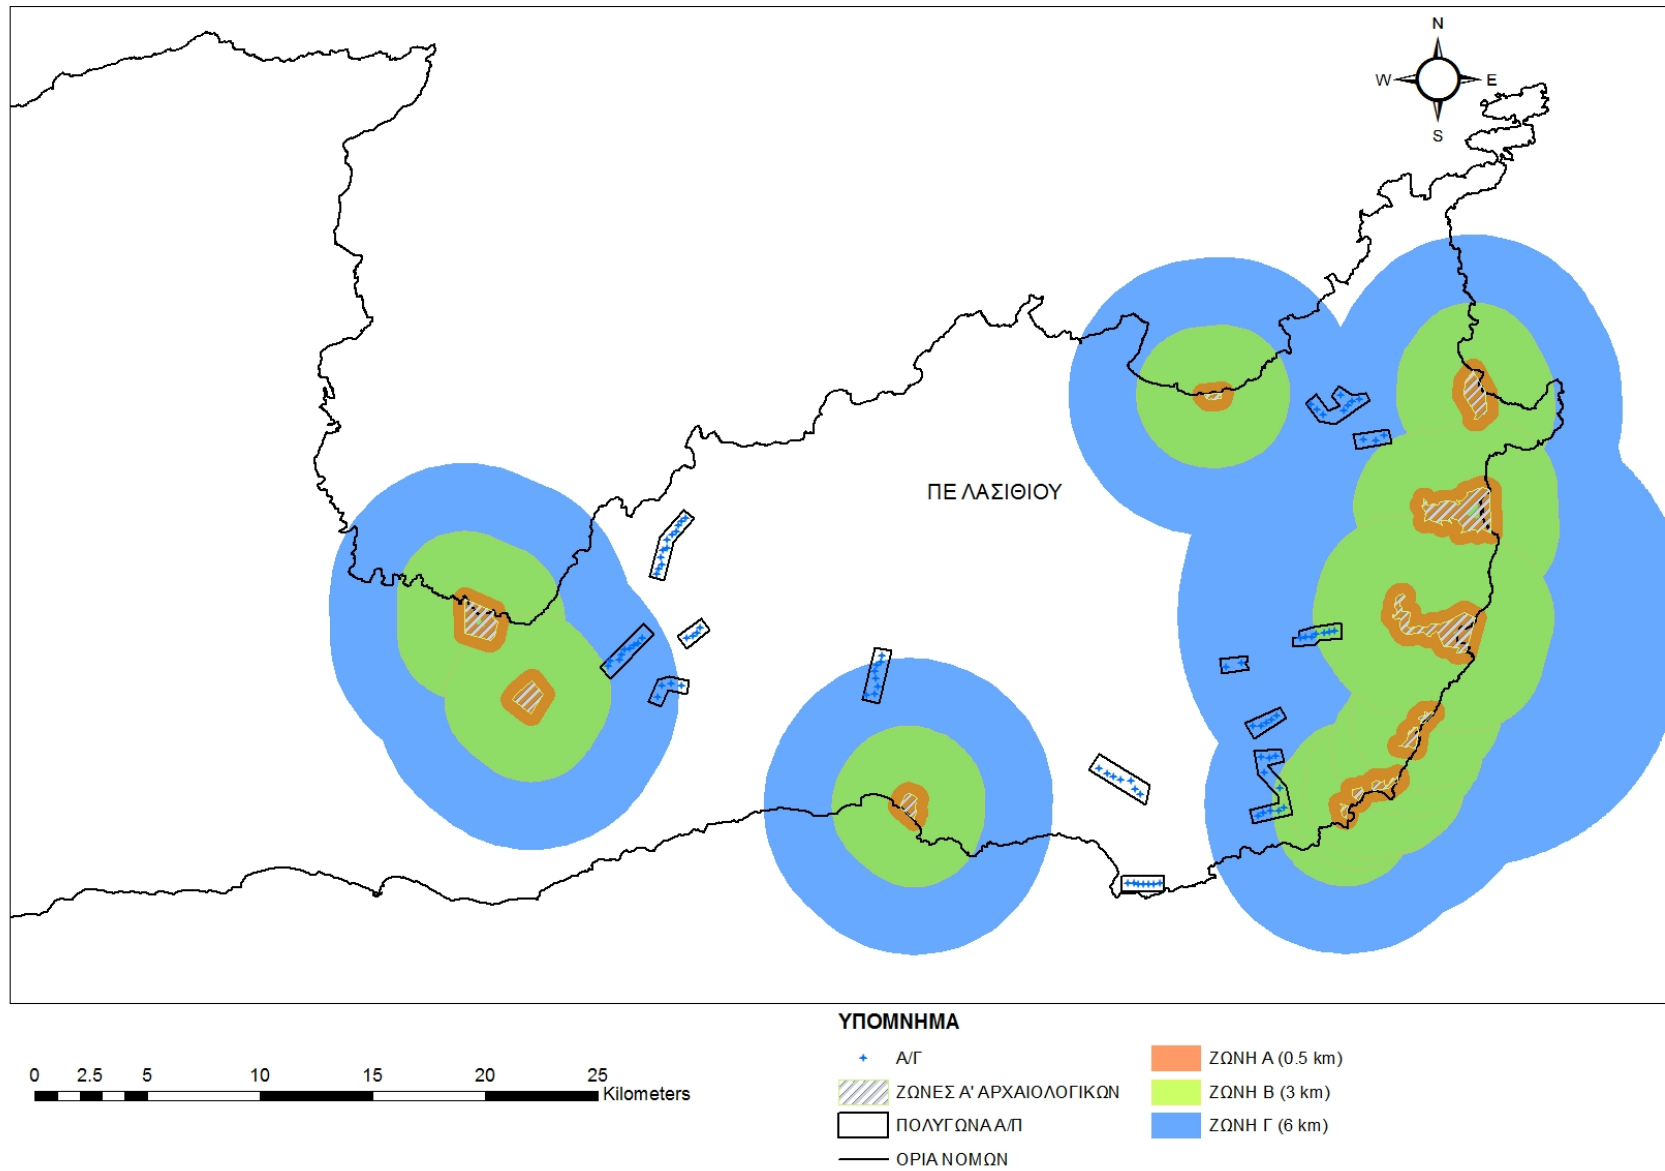 N
W E
S
ΠΕ ΛΑΣΙΘΙΟΥ
ΥΠΟΜΝΗΜΑ
Α/Γ
ΖΩΝΕΣ Α' ΑΡΧΑΙΟΛΟΓΙΚΩΝ
ΠΟΛΥΓΩΝΑ Α/Π
ΟΡΙΑ ΝΟΜΩΝ
ΖΩΝΗ Α (0.5 km)
ΖΩΝΗ Β (3 km)
ΖΩΝΗ Γ (6 km)
0 2.5 5 10 15 20 25
Kilometers